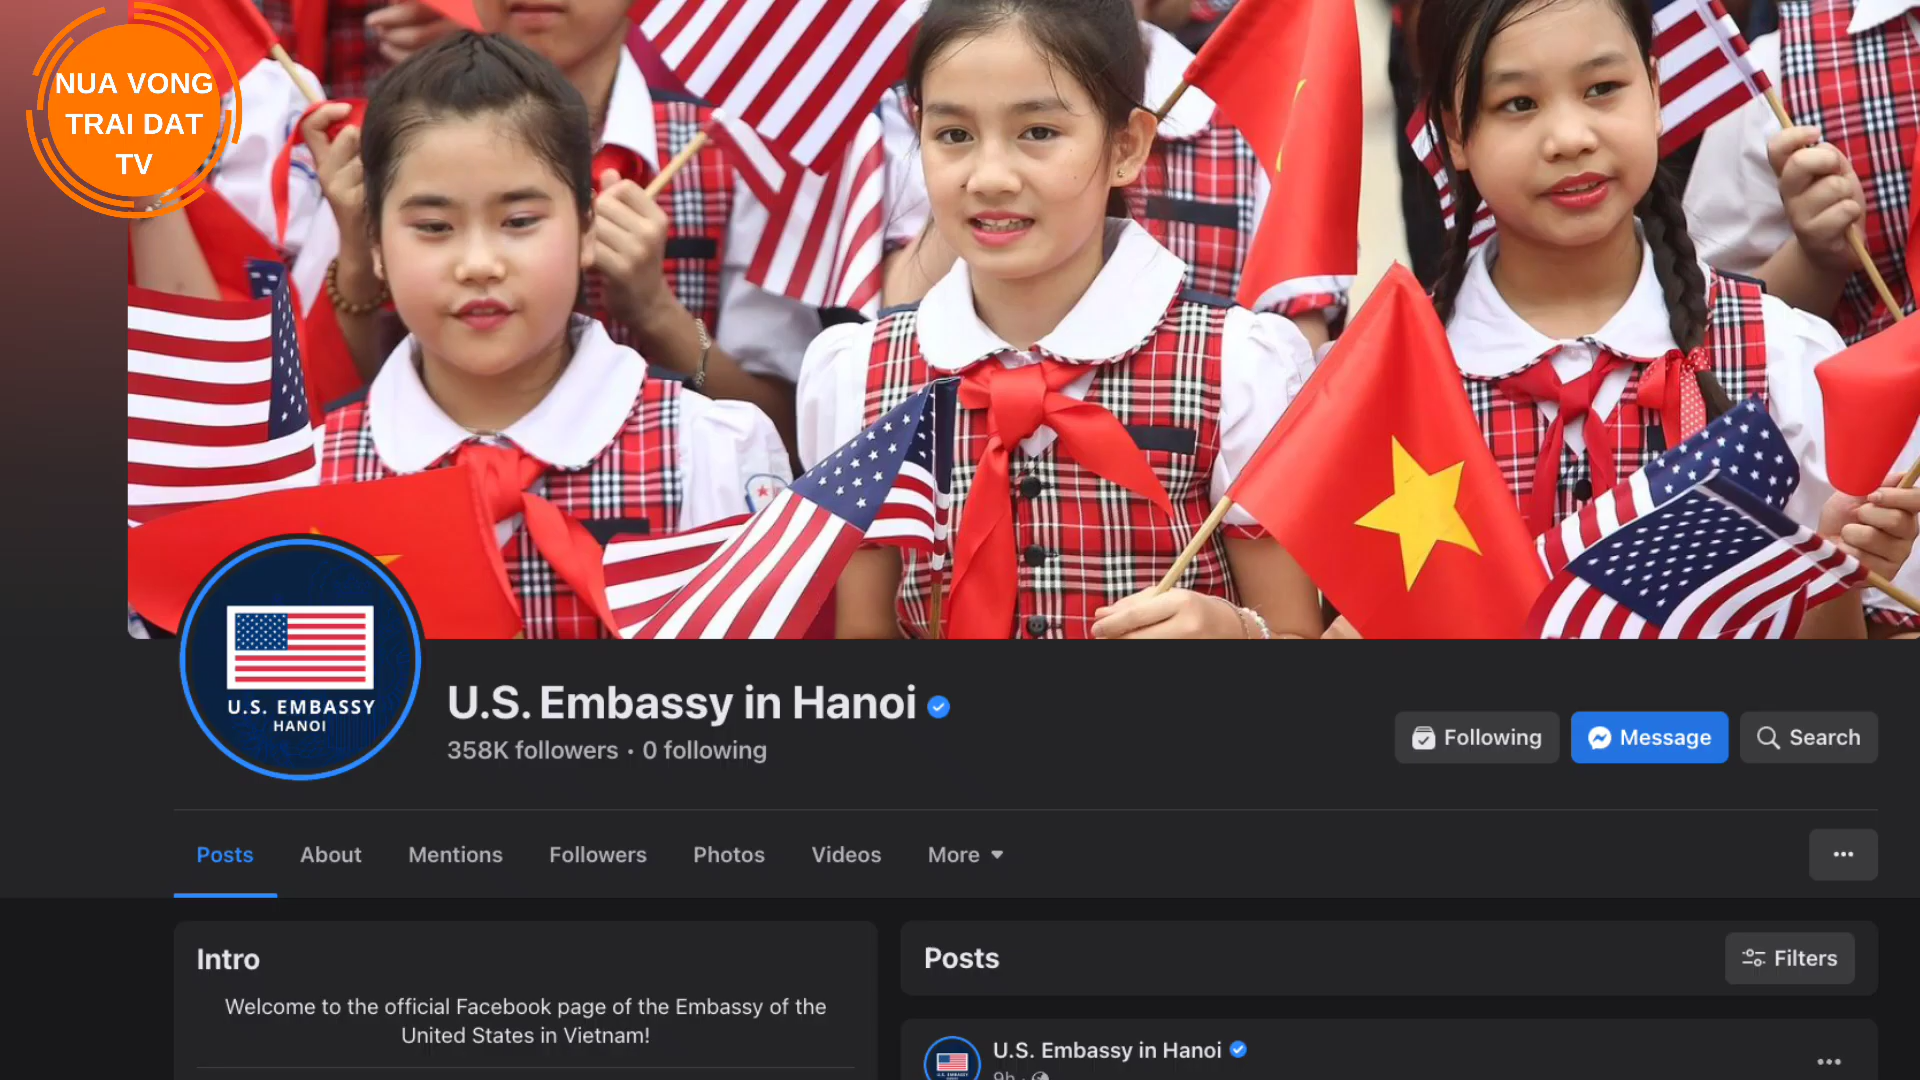 NUA VONG
TRAI DAT
TV
U.S. EMBASSY
HANOI
U.S. Embassy in Hanoi
358K followers • 0 following
Following
Message
Search
Posts
About
Mentions
Followers
Photos
Videos
More
Intro
Welcome to the official Facebook page of the Embassy of the
United States in Vietnam!
Posts
Filters
U.S. Embassy in Hanoi
9h